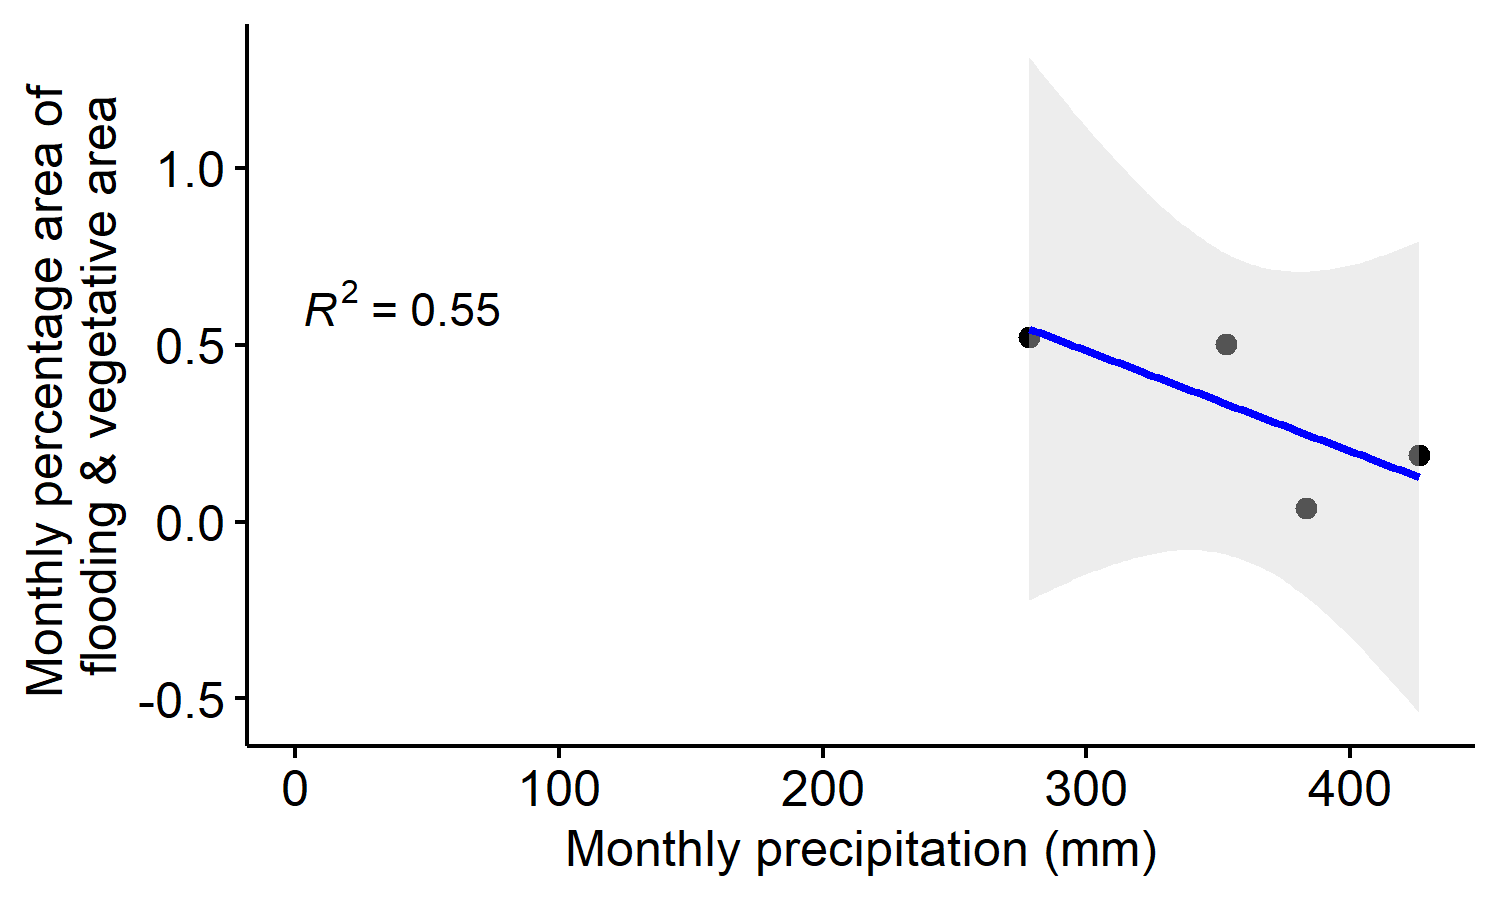 Monthly percentage area of
flooding & vegetative area
1.0
0.5
0.0
-0.5
R² = 0.55
0 100 200 300 400
Monthly precipitation (mm)